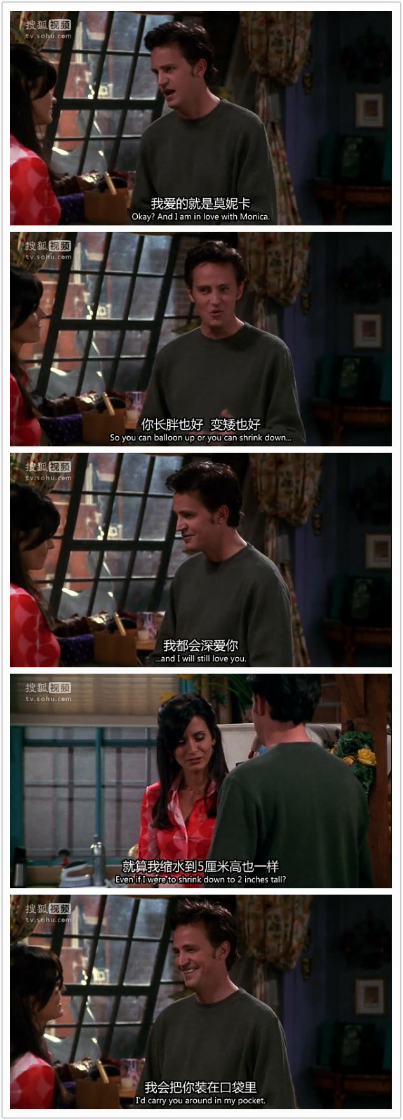 搜狐视频
tv.sohu.com
我爱的就是莫妮卡
Okay? And I am in love with Monica.
搜狐视频
tv.sohu.com
你长胖也好 变矮也好
So you can balloon up or you can shrink down...
搜狐视频
tv.sohu.com
我都会深爱你
...and I will still love you.
搜狐视频
tv.sohu.com
就算我缩水到5厘米高也一样
Even if I were to shrink down to 2 inches tall?
搜狐视频
tv.sohu.com
我会把你装在口袋里
I'd carry you around in my pocket.